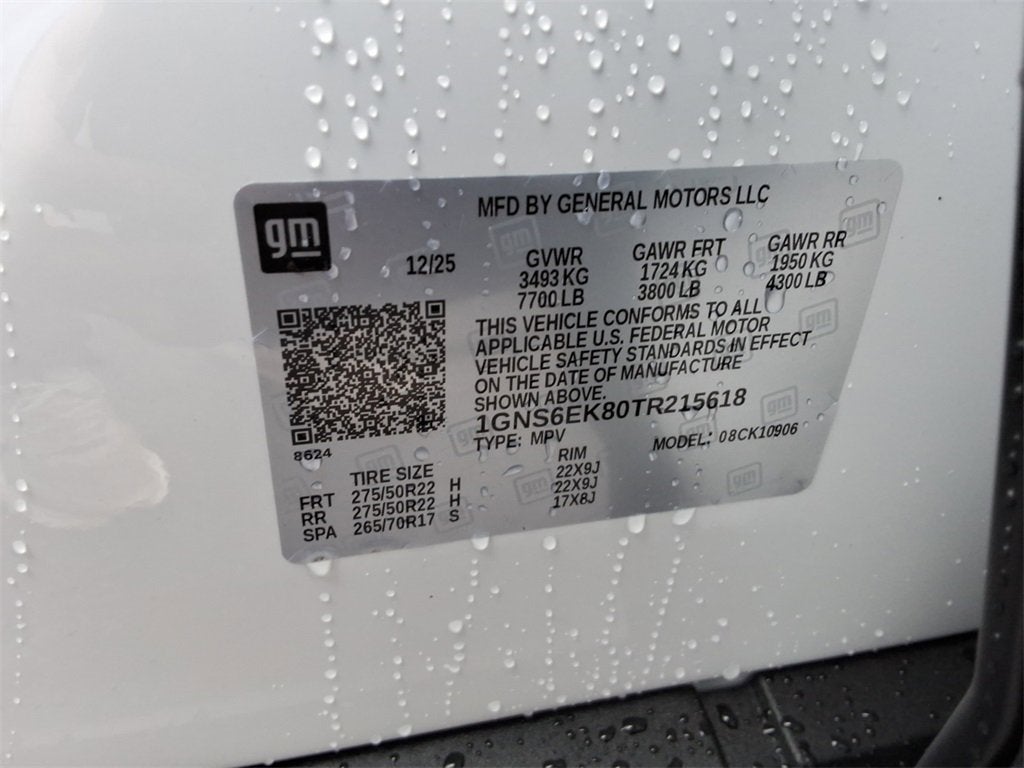 gm
MFD BY GENERAL MOTORS LLC
12/25
GVWR
3493 KG
7700 LB
GAWR FRT
1724 KG
3800 LB
GAWR RR
1950 KG
4300 LB
THIS VEHICLE CONFORMS TO ALL
APPLICABLE U.S. FEDERAL MOTOR
VEHICLE SAFETY STANDARDS IN EFFECT
ON THE DATE OF MANUFACTURE
SHOWN ABOVE.
1GNS6EK80TR215618
TYPE: MPV
MODEL: 08CK10906
8624
TIRE SIZE
RIM
FRT 275/50R22 H 22X9J
RR 275/50R22 H 22X9J
SPA 265/70R17 S 17X8J